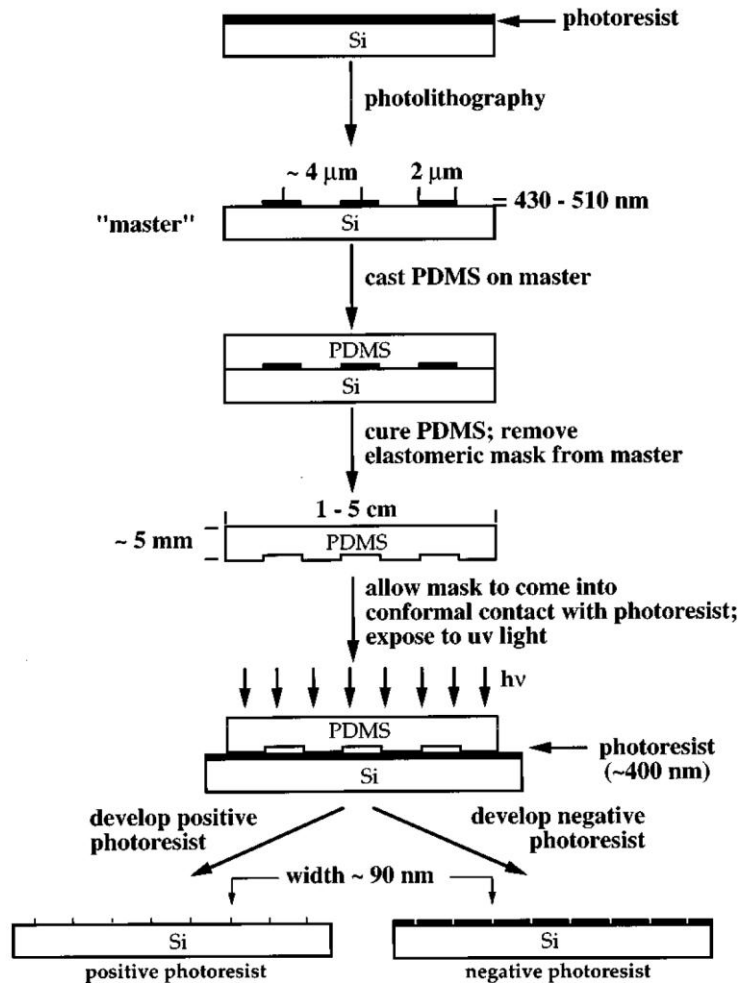 photoresist
Si
photolithography
~ 4 μm
2 μm
430 - 510 nm
"master"
Si
cast PDMS on master
PDMS
Si
cure PDMS; remove
elastomeric mask from master
1 - 5 cm
~ 5 mm
PDMS
allow mask to come into
conformal contact with photoresist;
expose to uv light
hν
PDMS
Si
photoresist
(~400 nm)
develop positive
photoresist
develop negative
photoresist
width ~ 90 nm
Si
positive photoresist
Si
negative photoresist